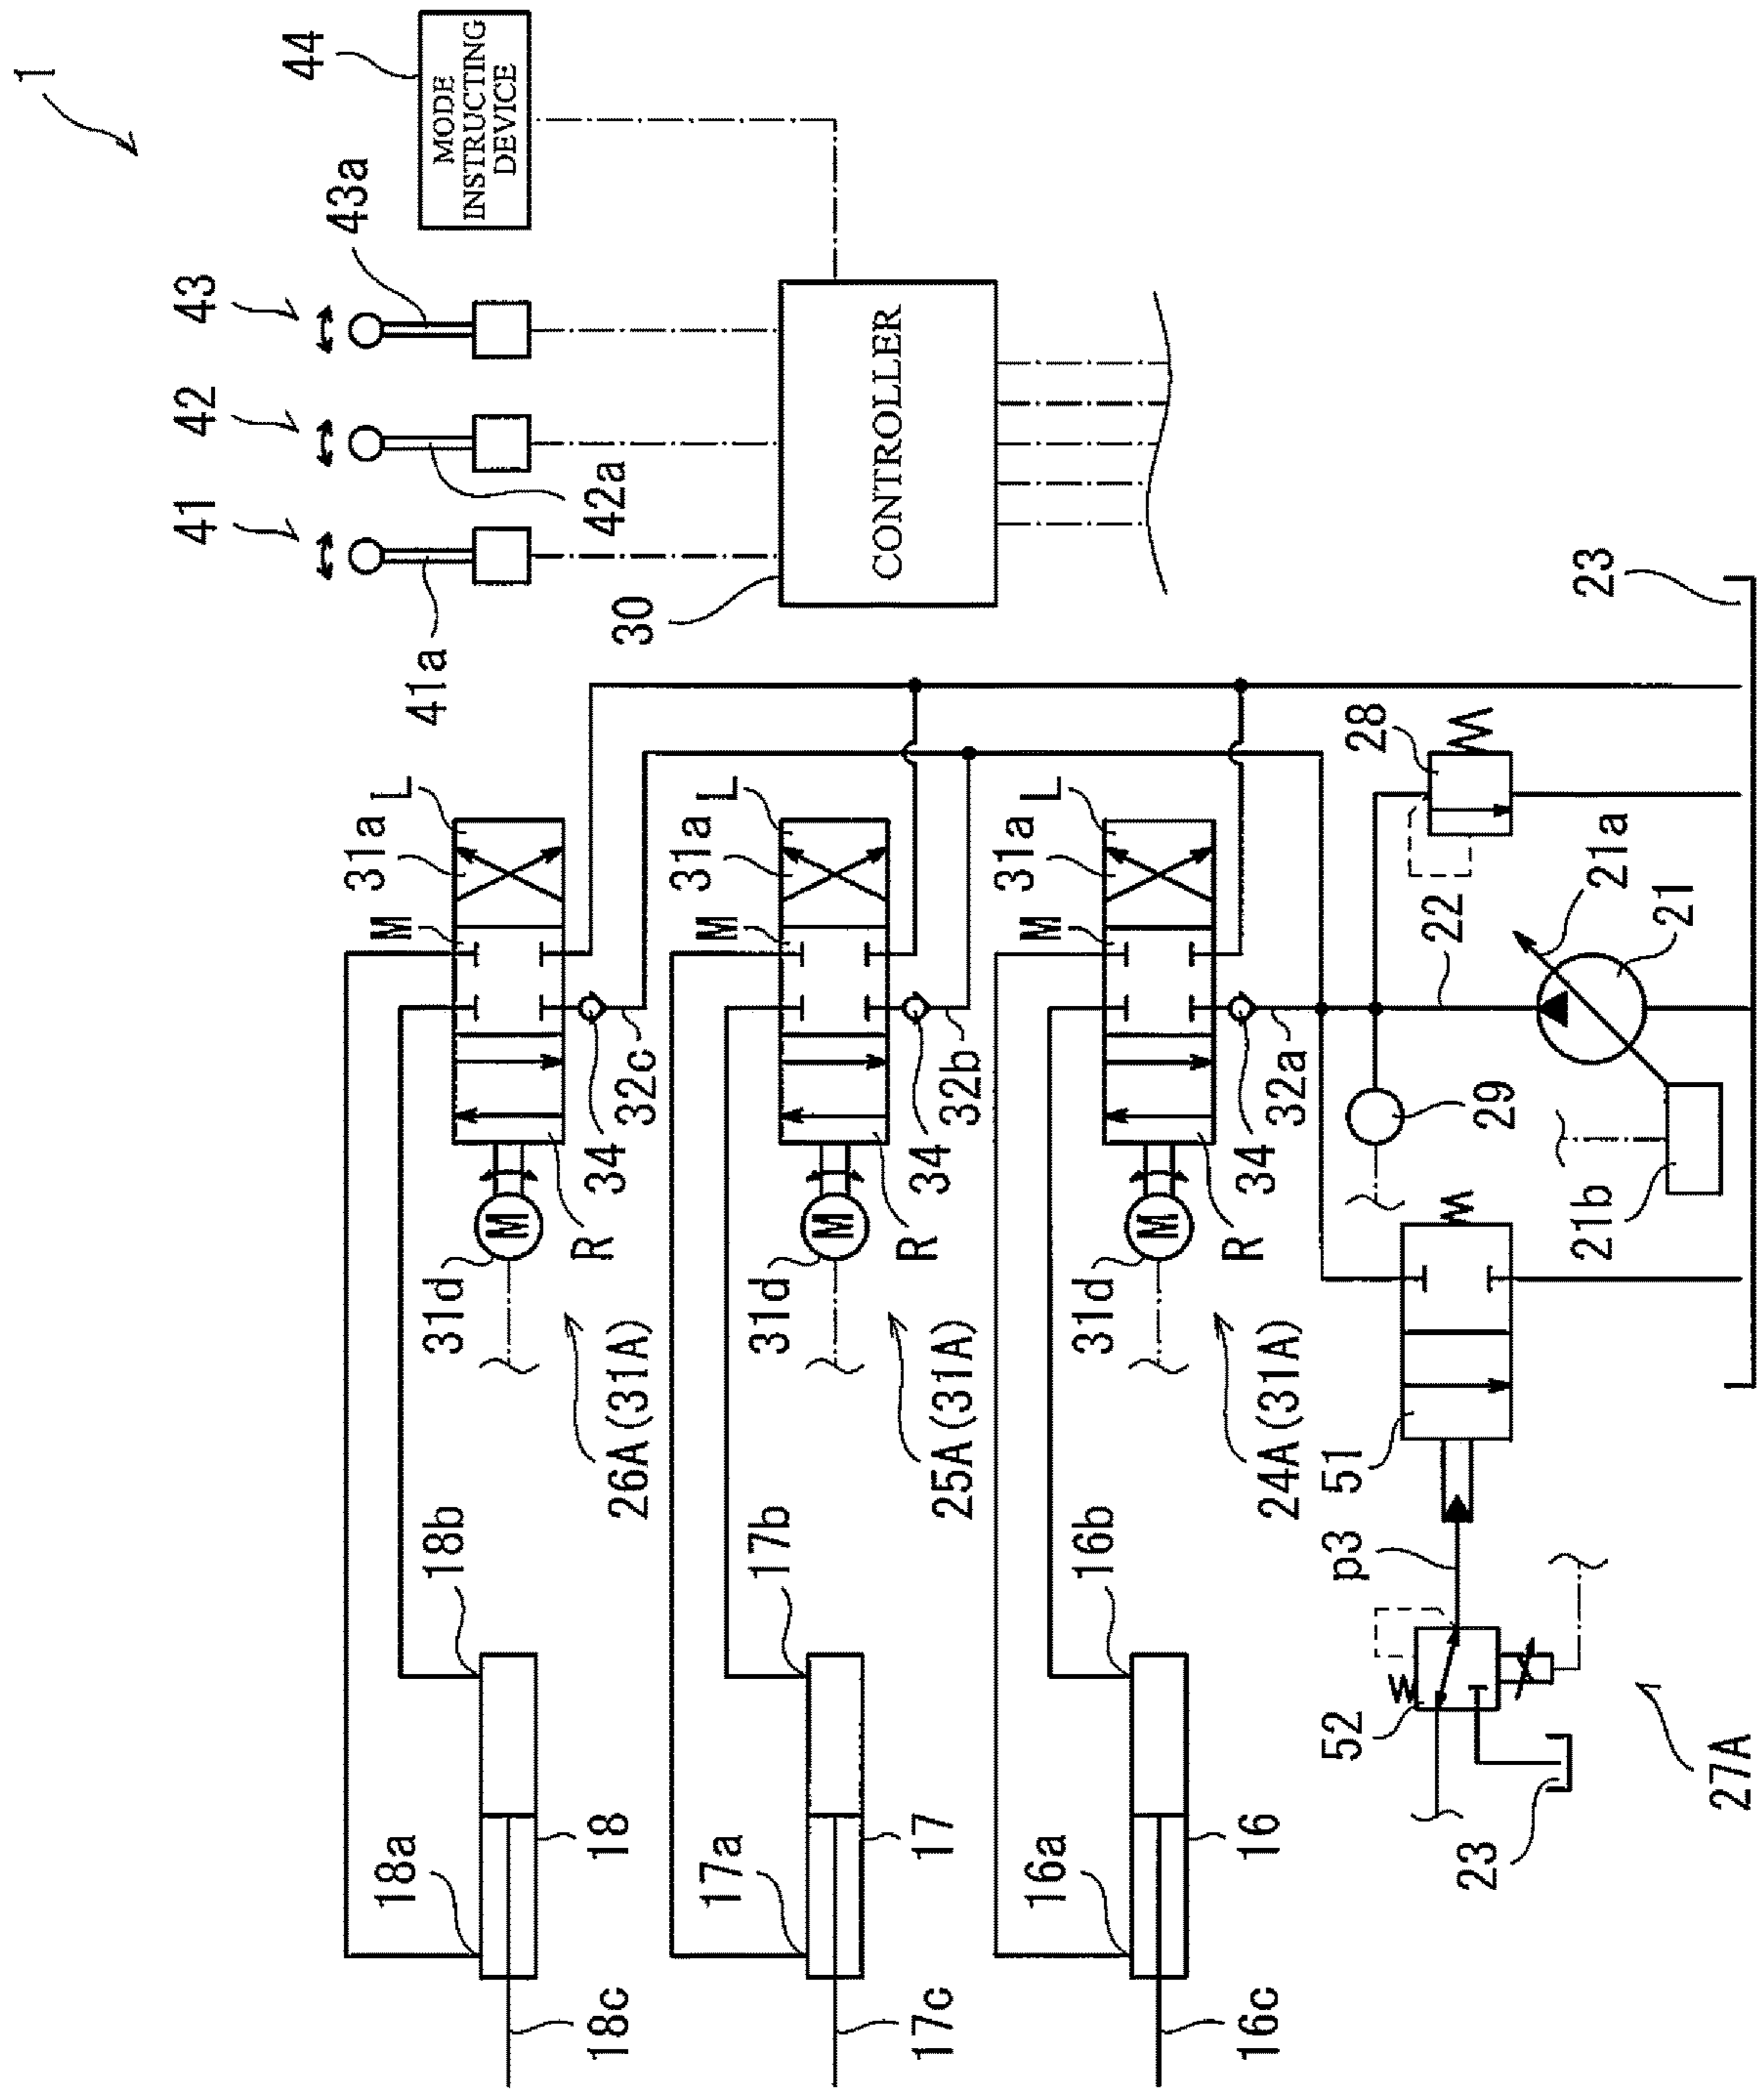 1
44
MODE
INSTRUCTING
DEVICE
43a
43
42
42a
41
41a
30
CONTROLLER
23
L
31a
M
34
32c
R
M
31d
26A(31A)
18b
18a
18
18c
L
31a
M
34
32b
R
M
31d
25A(31A)
17b
17a
17
17c
L
31a
M
34
32a
R
M
31d
24A(31A)
16b
16a
16
16c
28
21a
22
21
29
21b
51
p3
52
23
27A